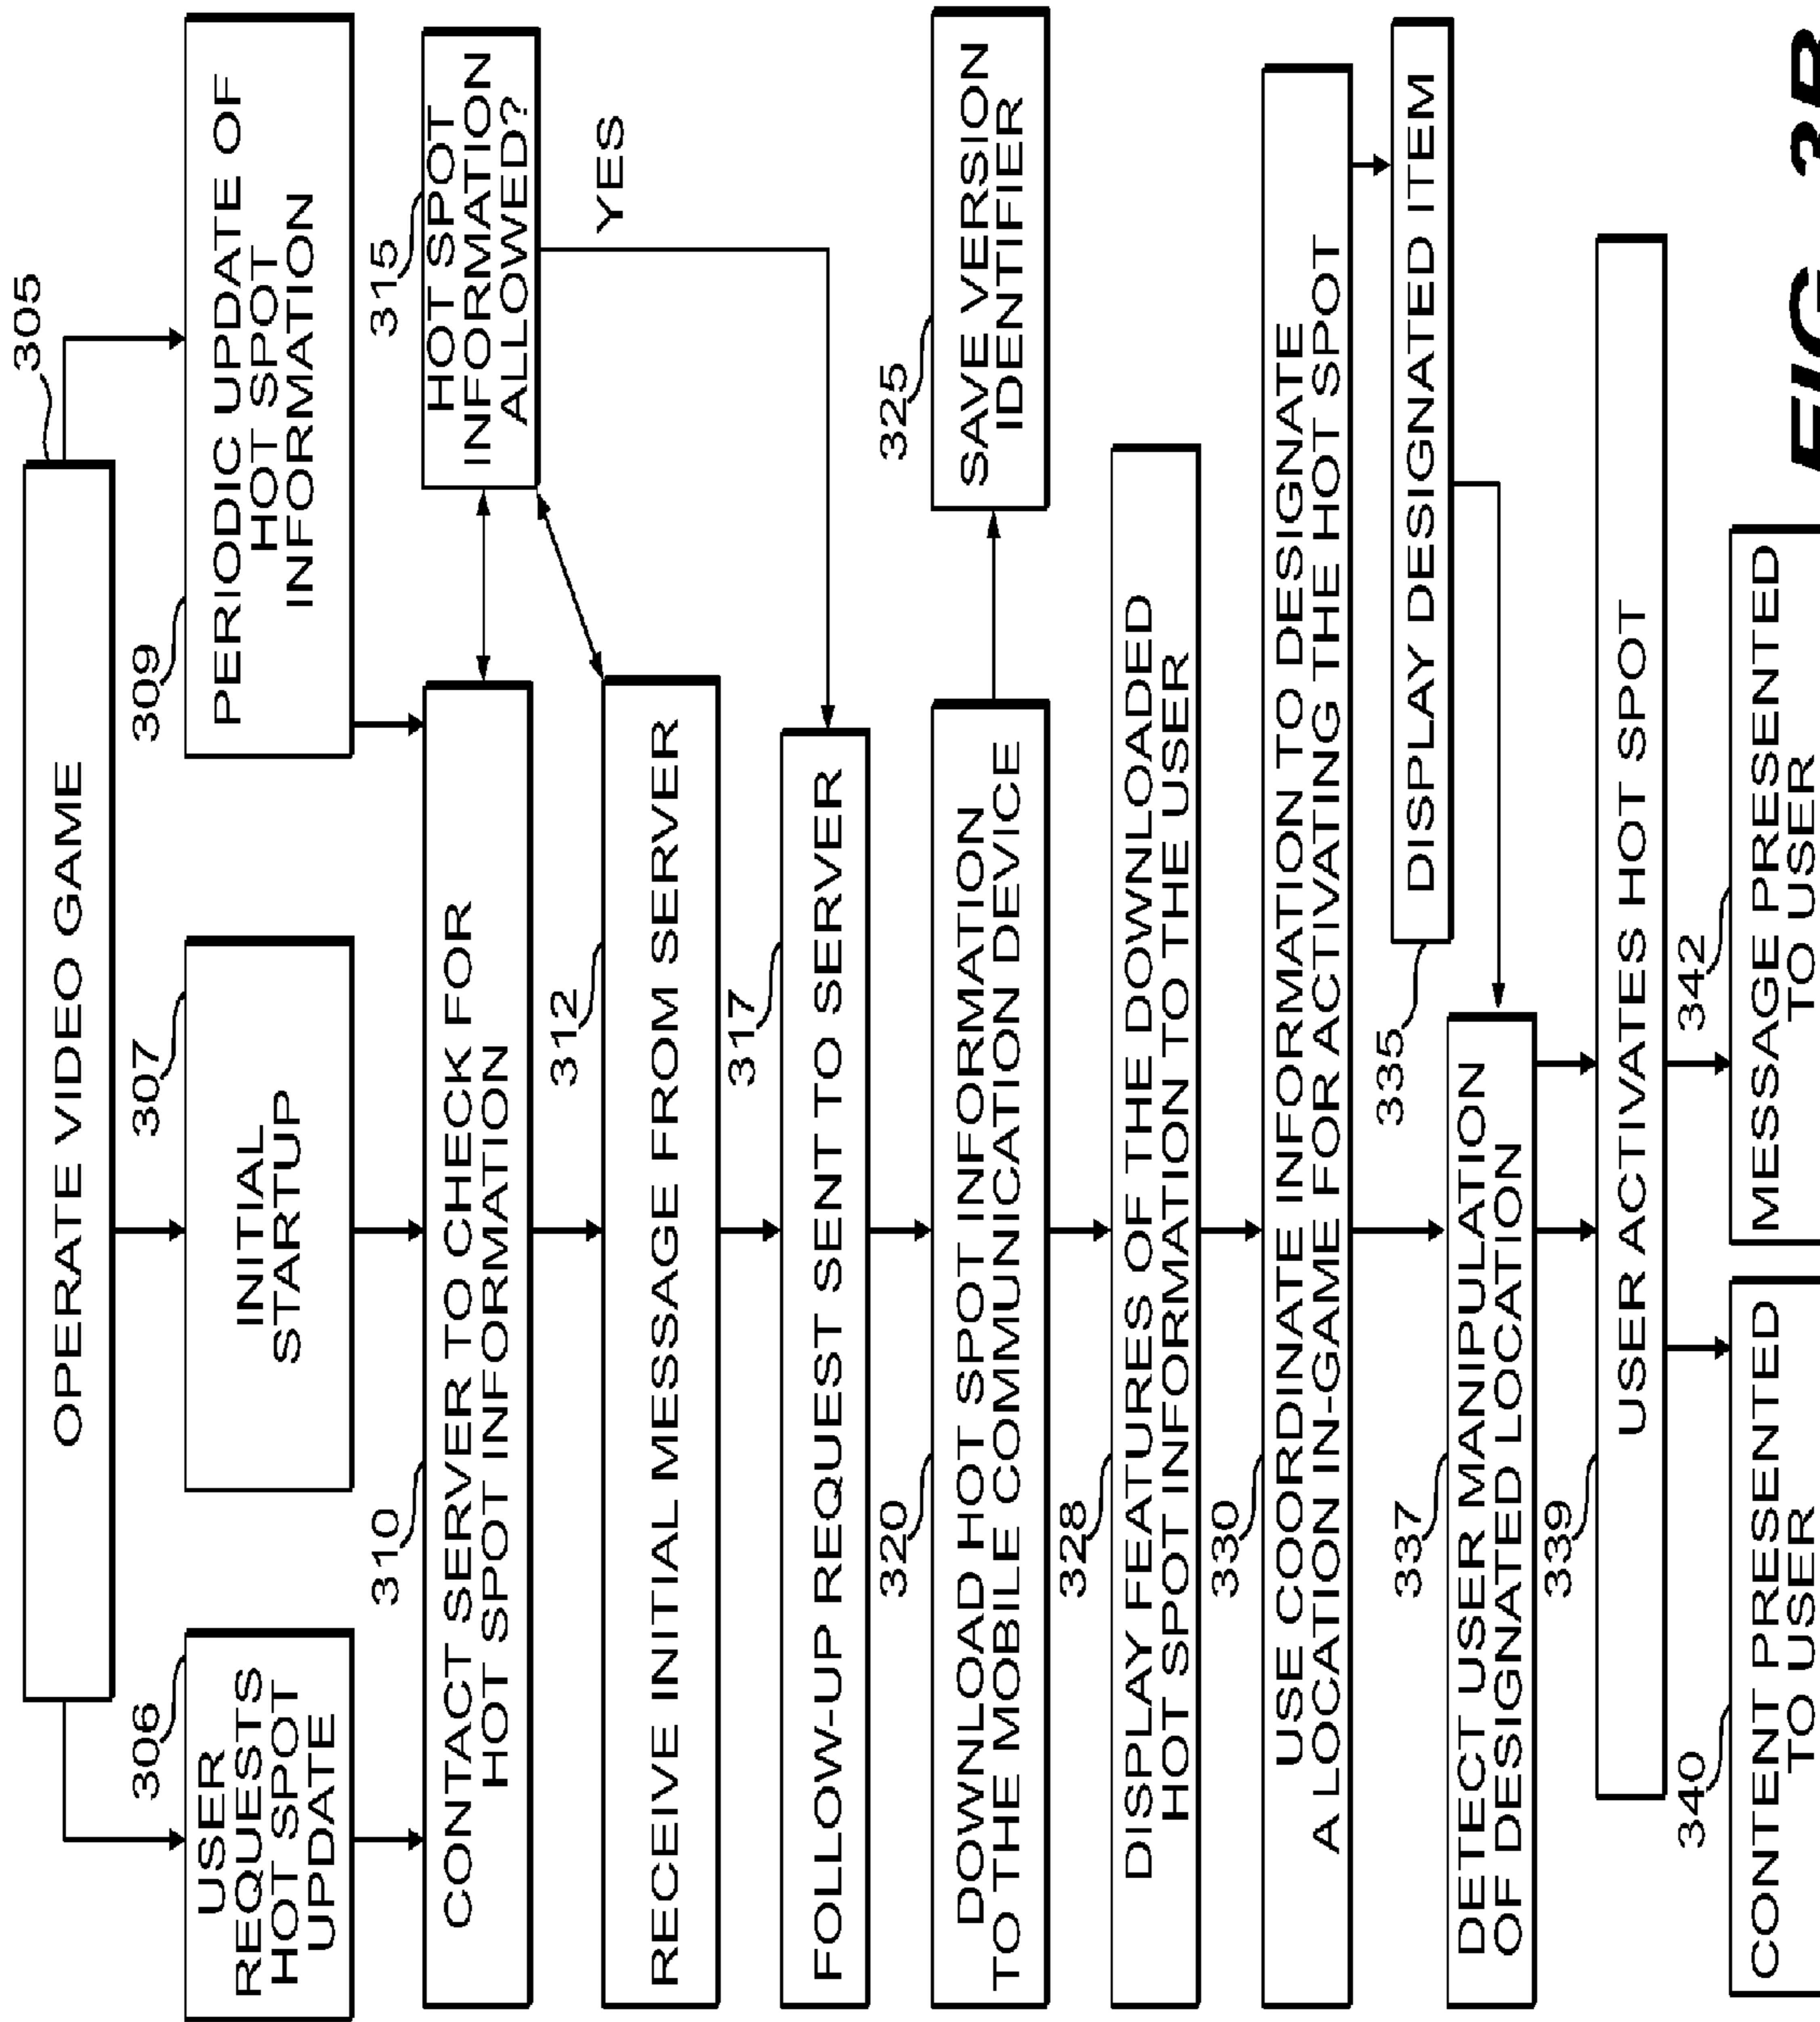 305
OPERATE VIDEO GAME
306
USER
REQUESTS
HOT SPOT
UPDATE
307
INITIAL
STARTUP
309
PERIODIC UPDATE OF
HOT SPOT
INFORMATION
310
CONTACT SERVER TO CHECK FOR
HOT SPOT INFORMATION
315
HOT SPOT
INFORMATION
ALLOWED?
YES
312
RECEIVE INITIAL MESSAGE FROM SERVER
317
FOLLOW-UP REQUEST SENT TO SERVER
320
DOWNLOAD HOT SPOT INFORMATION
TO THE MOBILE COMMUNICATION DEVICE
325
SAVE VERSION
IDENTIFIER
328
DISPLAY FEATURES OF THE DOWNLOADED
HOT SPOT INFORMATION TO THE USER
330
USE COORDINATE INFORMATION TO DESIGNATE
A LOCATION IN-GAME FOR ACTIVATING THE HOT SPOT
335
DISPLAY DESIGNATED ITEM
337
DETECT USER MANIPULATION
OF DESIGNATED LOCATION
339
USER ACTIVATES HOT SPOT
340
CONTENT PRESENTED
TO USER
342
MESSAGE PRESENTED
TO USER
FIG. 3B